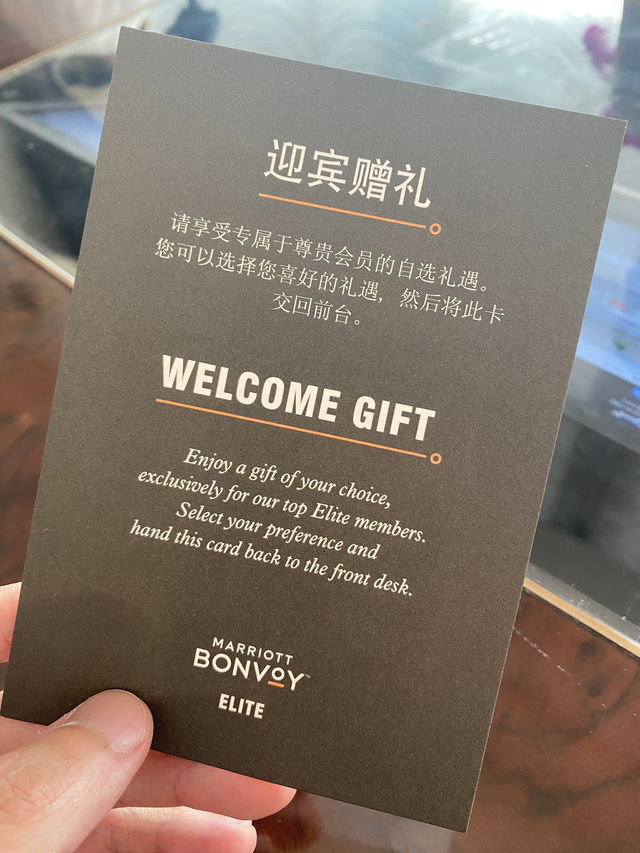 迎宾赠礼
请享受专属于尊贵会员的自选礼遇。
您可以选择您喜好的礼遇, 然后将此卡
交回前台。
WELCOME GIFT
Enjoy a gift of your choice,
exclusively for our top Elite members.
Select your preference and
hand this card back to the front desk.
MARRIOTT
BONVOY™
ELITE